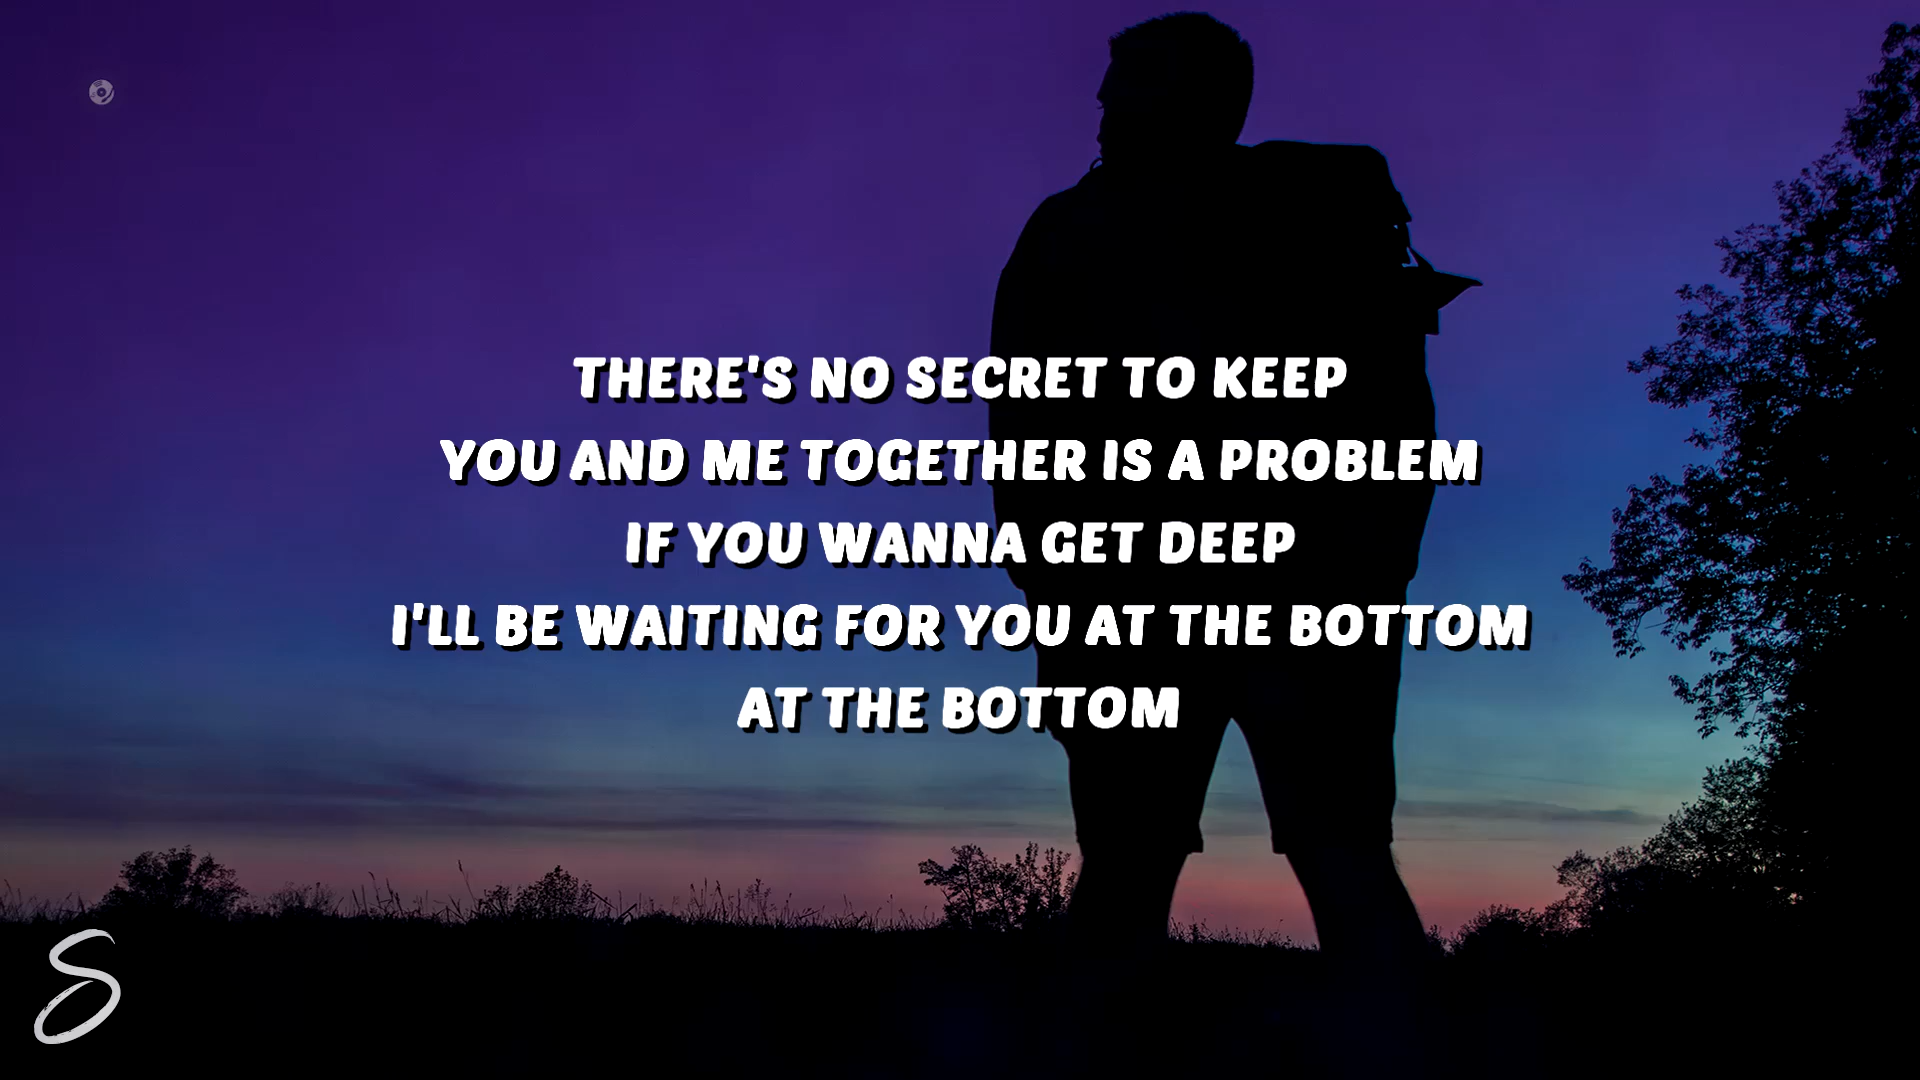 THERE'S NO SECRET TO KEEP
YOU AND ME TOGETHER IS A PROBLEM
IF YOU WANNA GET DEEP
I'LL BE WAITING FOR YOU AT THE BOTTOM
AT THE BOTTOM
S